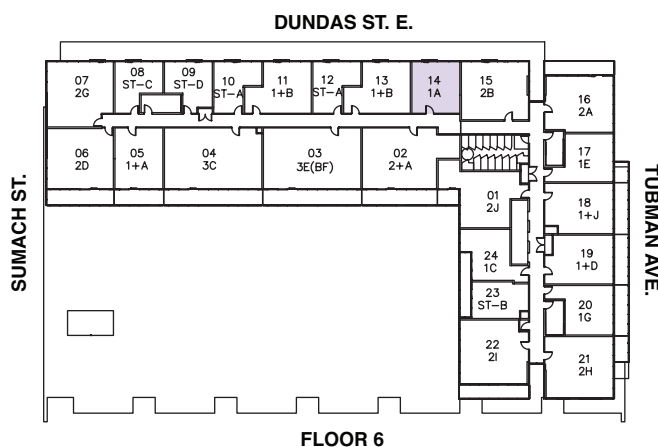 DUNDAS ST. E.
07
2G
08
ST-C
09
ST-D
10
ST-A
11
1+B
12
ST-A
13
1+B
14
1A
15
2B
16
2A
17
1E
06
2D
05
1+A
04
3C
03
3E(BF)
02
2+A
01
2J
18
1+J
19
1+D
24
1C
23
ST-B
20
1G
22
2I
21
2H
SUMACH ST.
TUBMAN AVE.
FLOOR 6